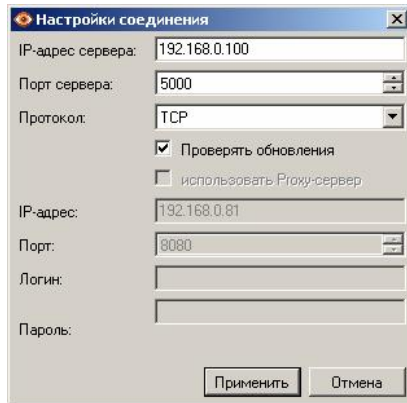 Настройки соединения
IP-адрес сервера: 192.168.0.100
Порт сервера: 5000
Протокол: TCP
Проверять обновления
использовать Proxy-сервер
IP-адрес: 192.168.0.81
Порт: 8080
Логин:
Пароль:
Применить Отмена